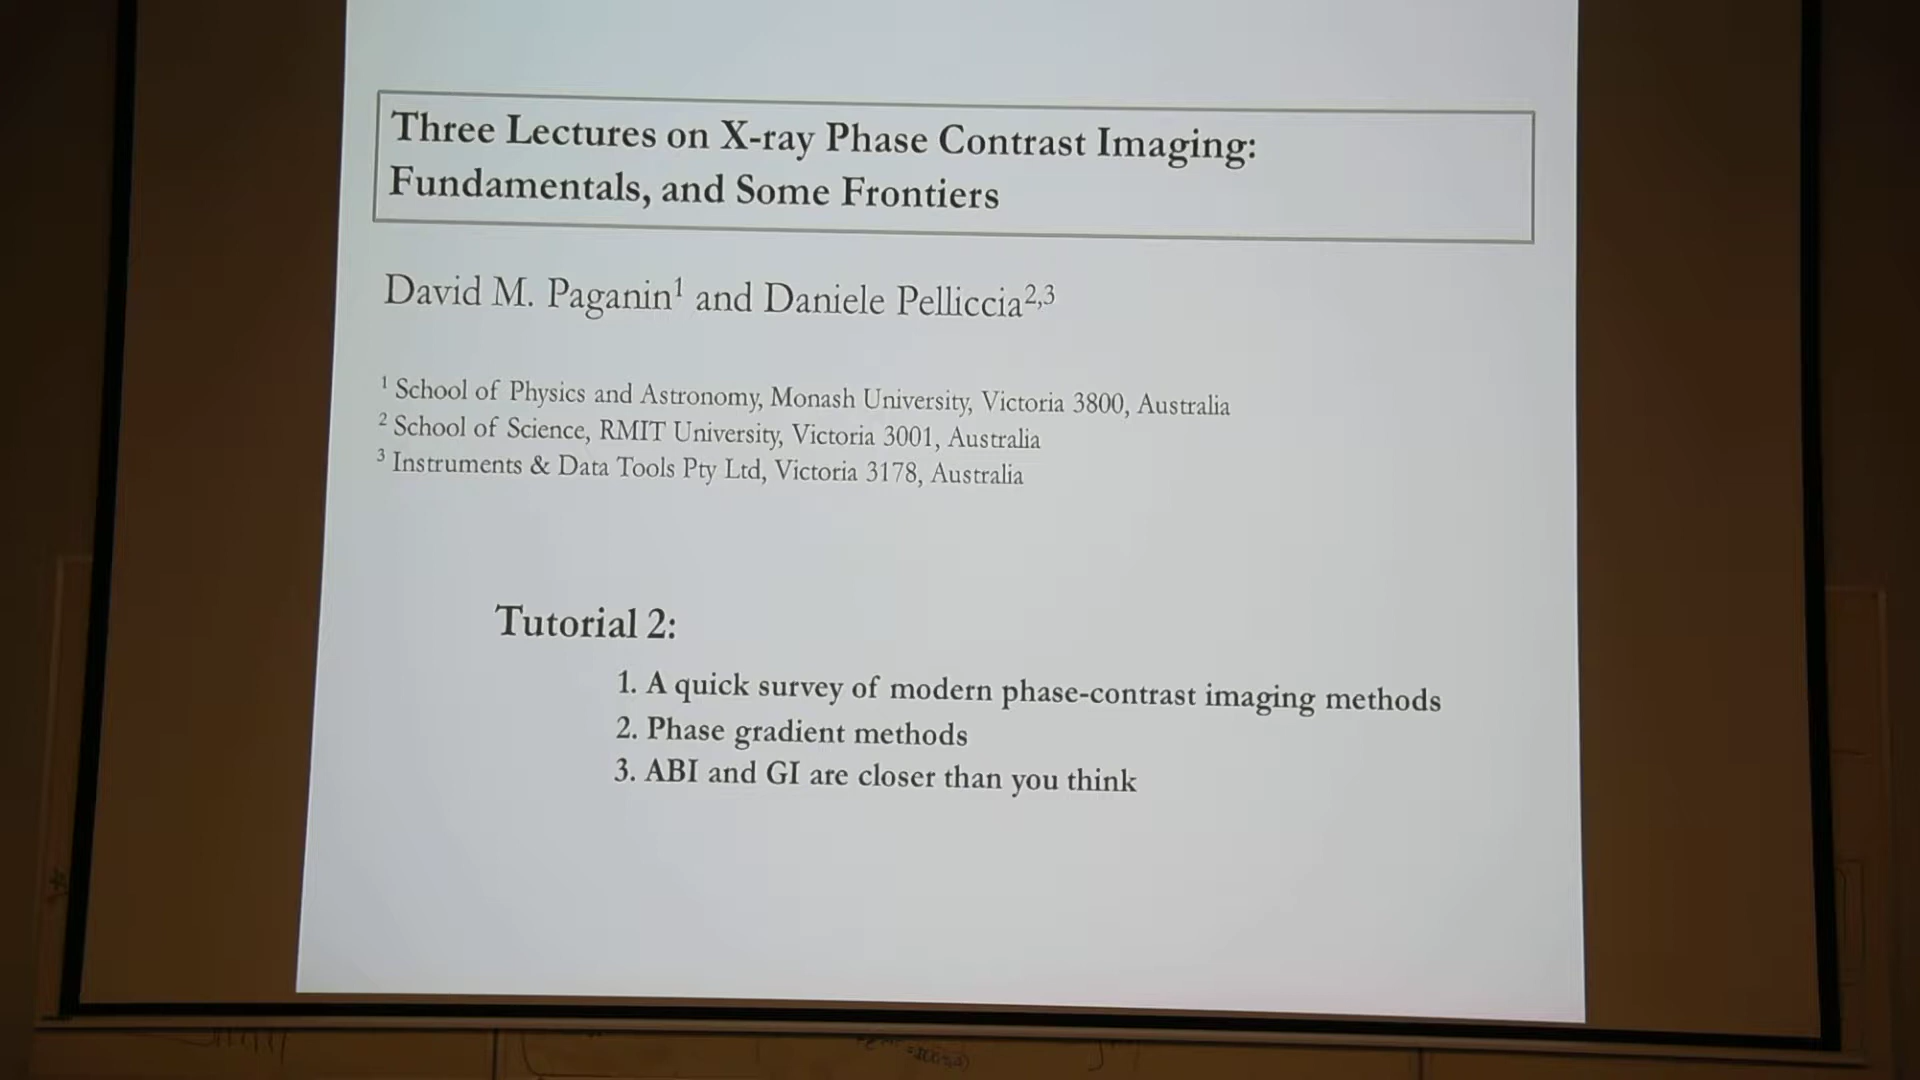 Three Lectures on X-ray Phase Contrast Imaging:
Fundamentals, and Some Frontiers
David M. Paganin¹ and Daniele Pelliccia²,³
¹ School of Physics and Astronomy, Monash University, Victoria 3800, Australia
² School of Science, RMIT University, Victoria 3001, Australia
³ Instruments & Data Tools Pty Ltd, Victoria 3178, Australia
Tutorial 2:
1. A quick survey of modern phase-contrast imaging methods
2. Phase gradient methods
3. ABI and GI are closer than you think